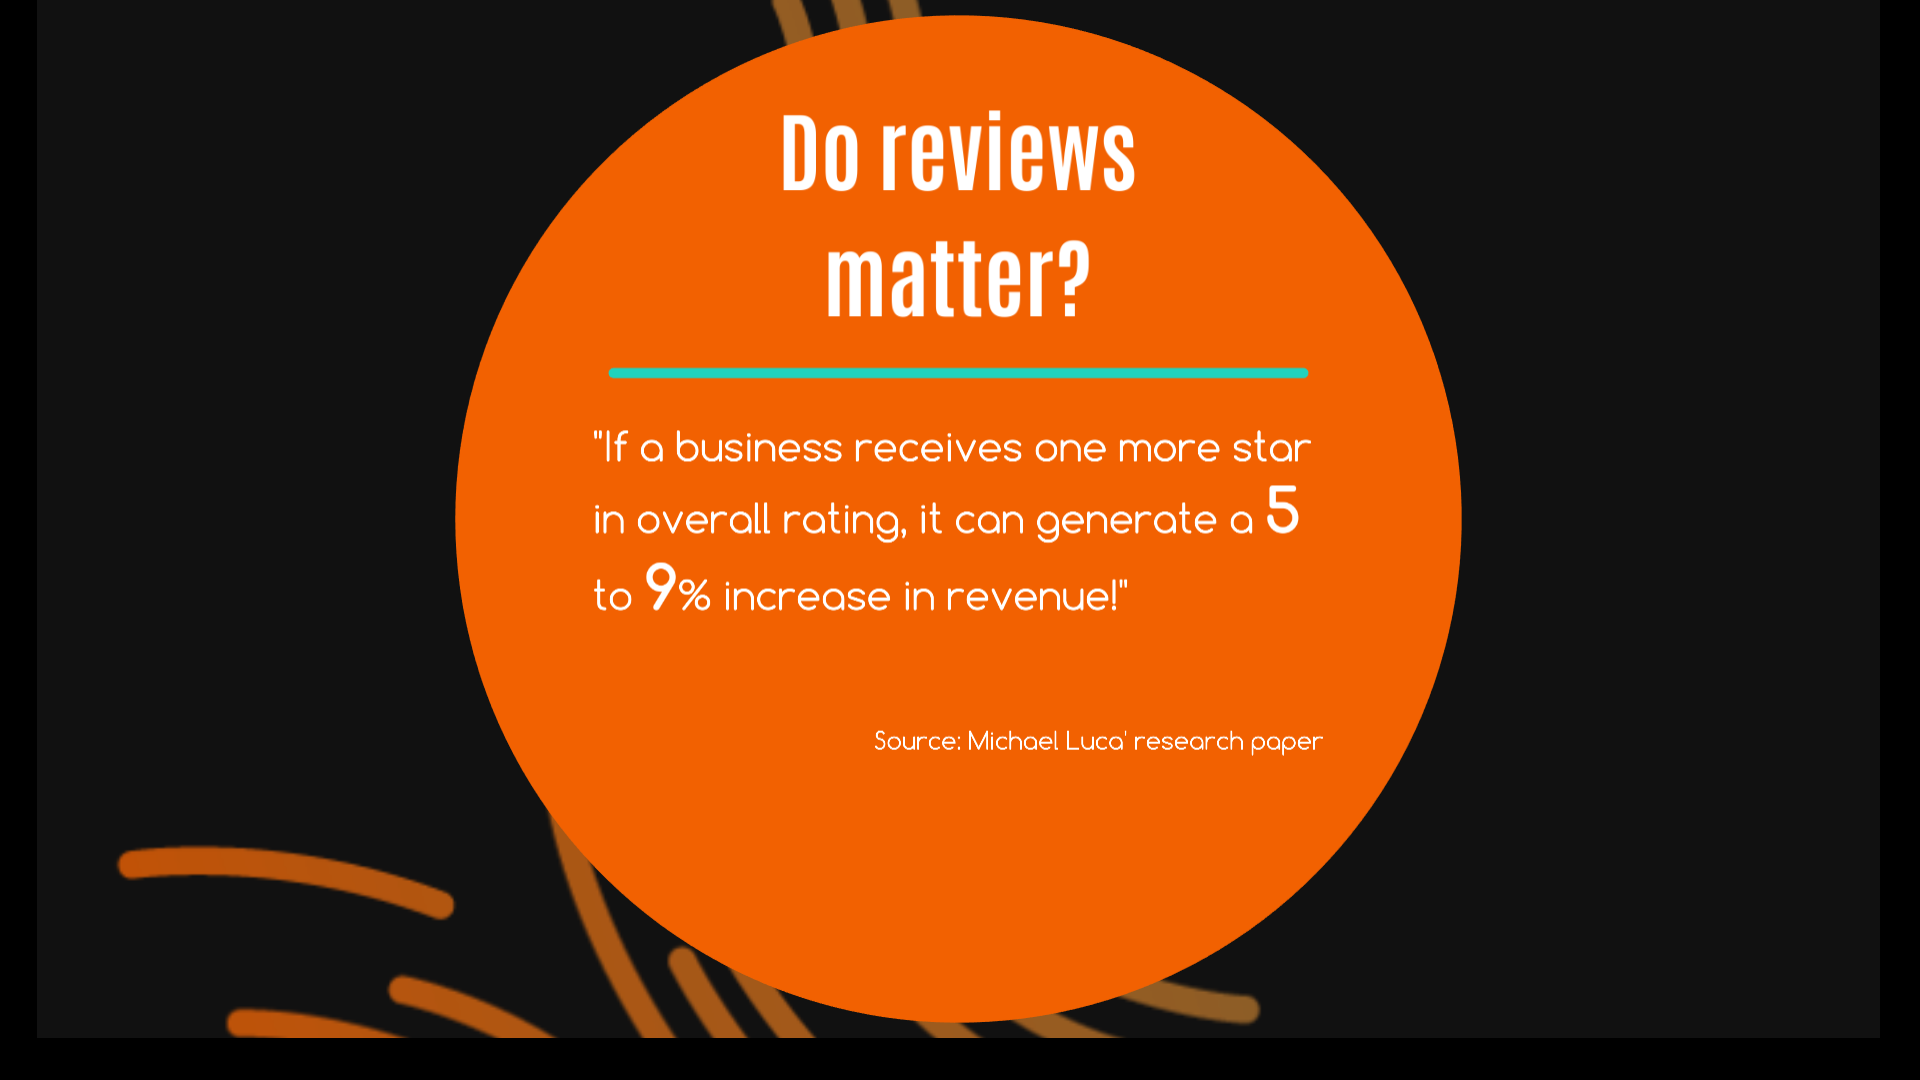 Do reviews
matter?
"If a business receives one more star
in overall rating, it can generate a 5
to 9% increase in revenue!"
Source: Michael Luca' research paper